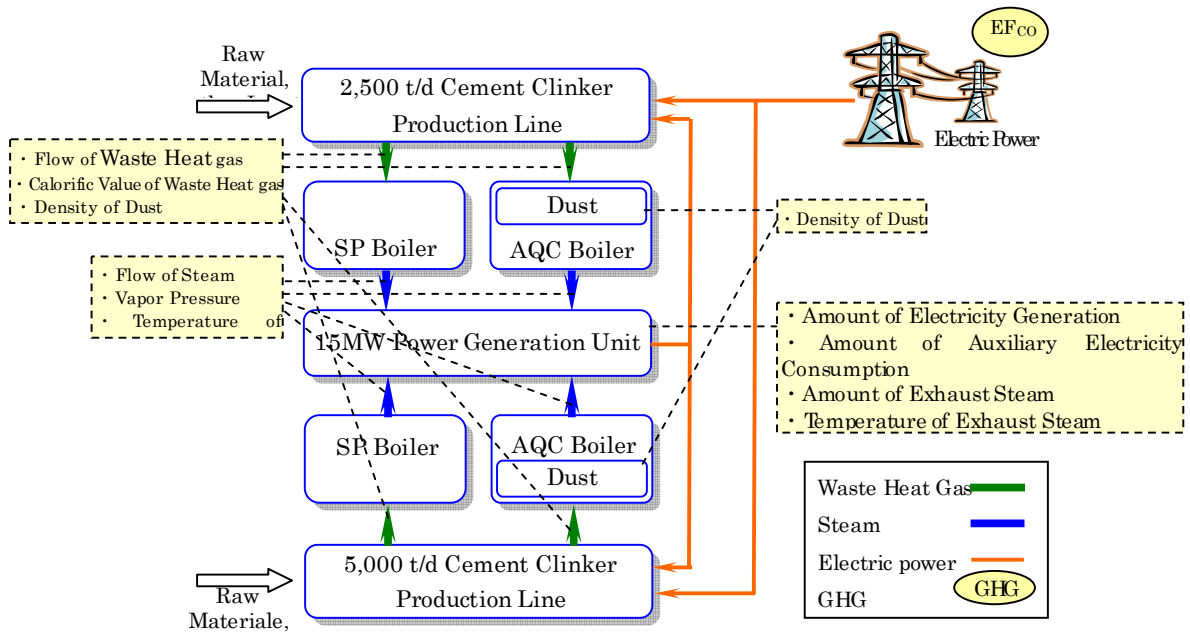 EFCO
Raw
Material,
2,500 t/d Cement Clinker
Production Line
Electric Power
・Flow of Waste Heat gas
・Calorific Value of Waste Heat gas
・Density of Dust
Dust
SP Boiler
AQC Boiler
・Density of Dust
・Flow of Steam
・Vapor Pressure
・Temperature of
15MW Power Generation Unit
・Amount of Electricity Generation
・Amount of Auxiliary Electricity
Consumption
・Amount of Exhaust Steam
・Temperature of Exhaust Steam
SP Boiler
AQC Boiler
Dust
5,000 t/d Cement Clinker
Production Line
Raw
Materiale,
Waste Heat Gas
Steam
Electric power
GHG
GHG